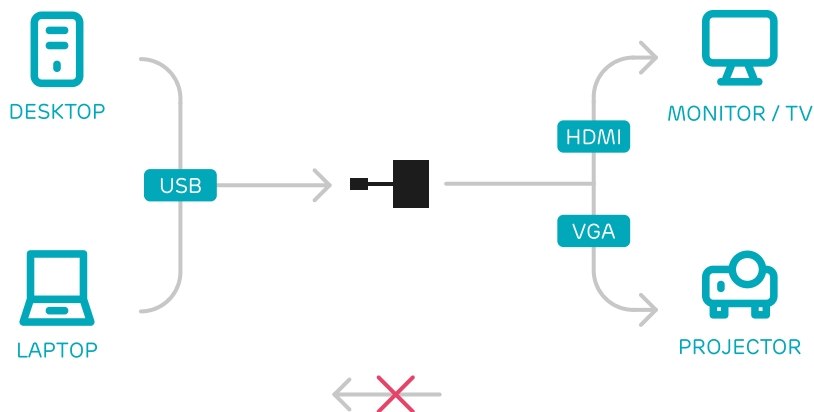 DESKTOP
MONITOR / TV
HDMI
USB
VGA
LAPTOP
PROJECTOR